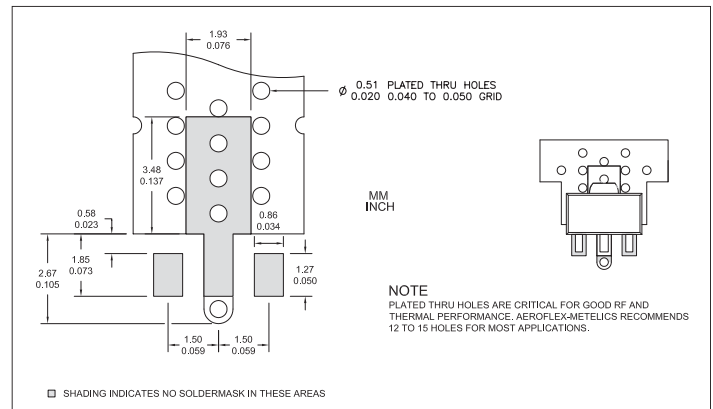 1.93
0.076
Ø 0.51 PLATED THRU HOLES
0.020 0.040 TO 0.050 GRID
3.48
0.137
MM
INCH
0.58
0.023
0.86
0.034
2.67
0.105
1.85
0.073
1.27
0.050
NOTE
PLATED THRU HOLES ARE CRITICAL FOR GOOD RF AND
THERMAL PERFORMANCE. AEROFLEX-METELICS RECOMMENDS
12 TO 15 HOLES FOR MOST APPLICATIONS.
1.50
0.059
1.50
0.059
SHADING INDICATES NO SOLDERMASK IN THESE AREAS